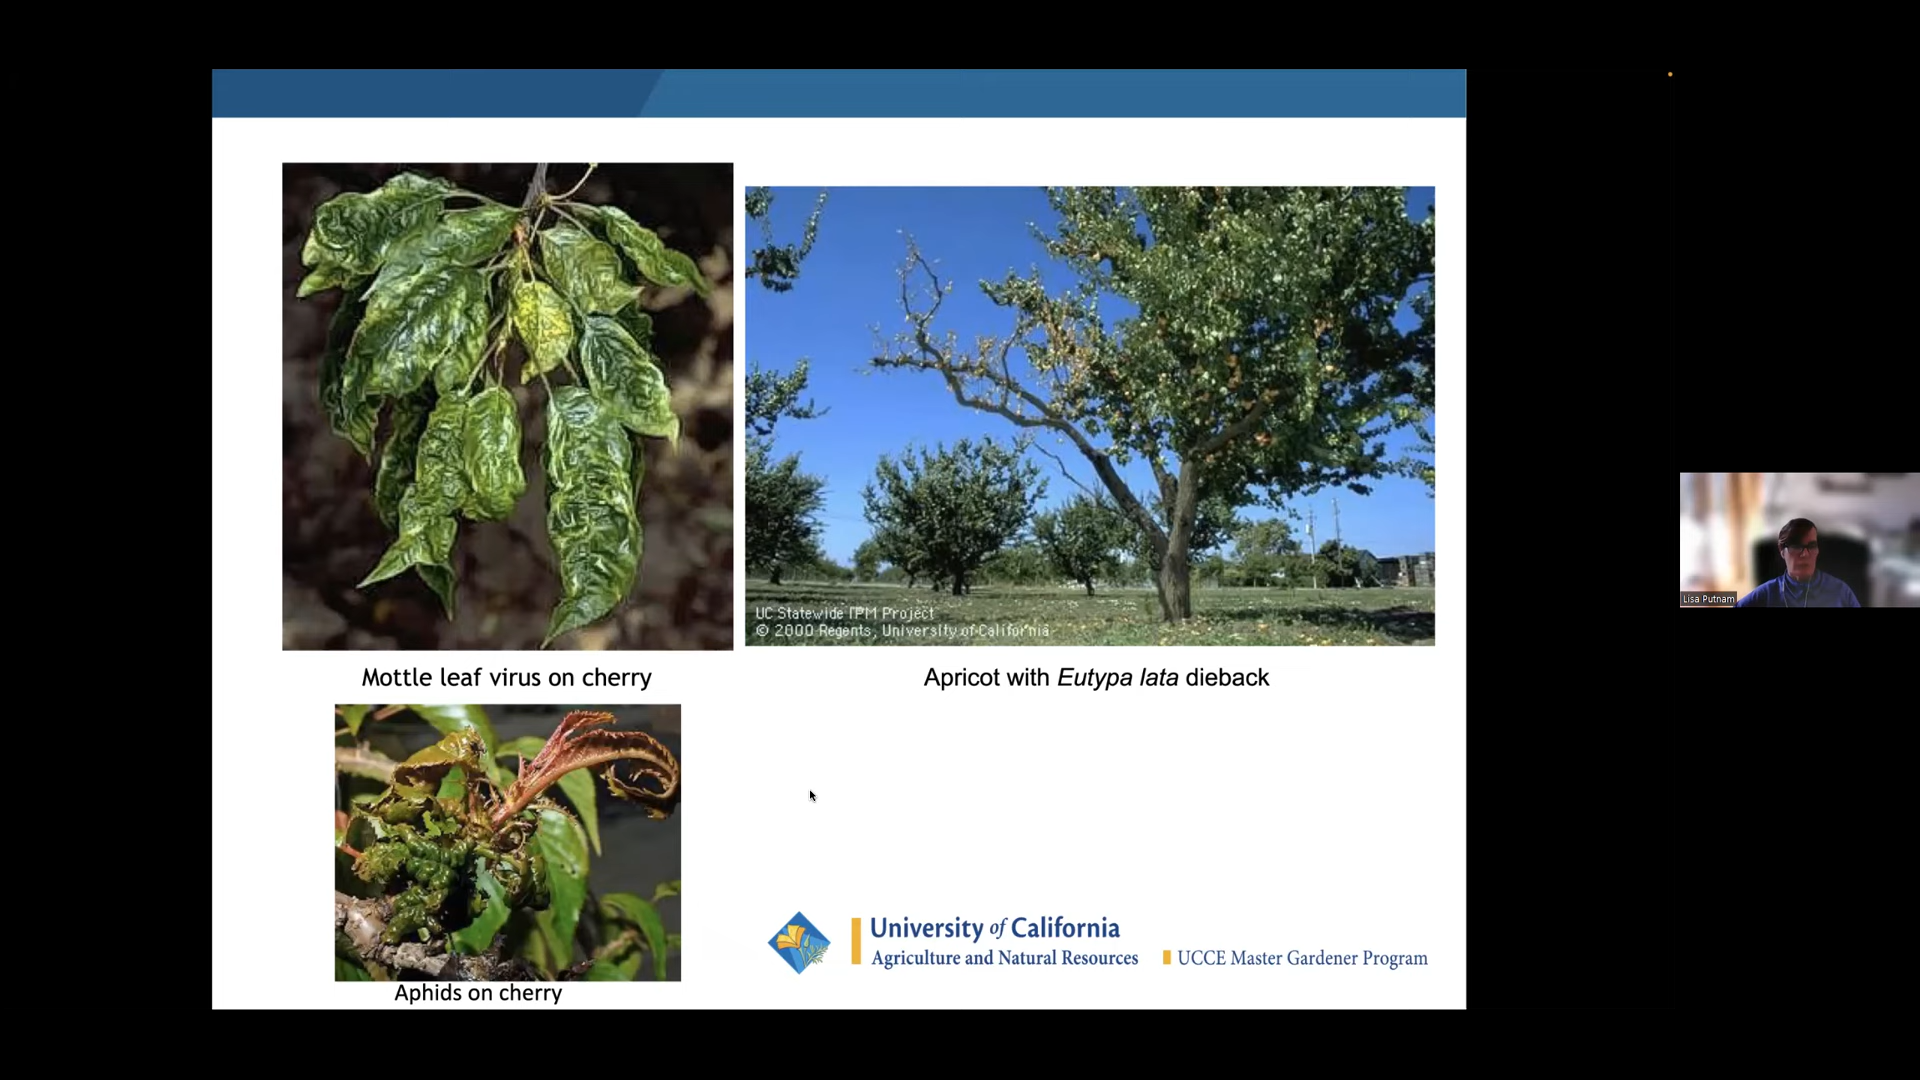 UC Statewide IPM Project
© 2000 Regents, University of California
Mottle leaf virus on cherry
Apricot with Eutypa lata dieback
Aphids on cherry
University of California
Agriculture and Natural Resources
UCCE Master Gardener Program
Lisa Putnam